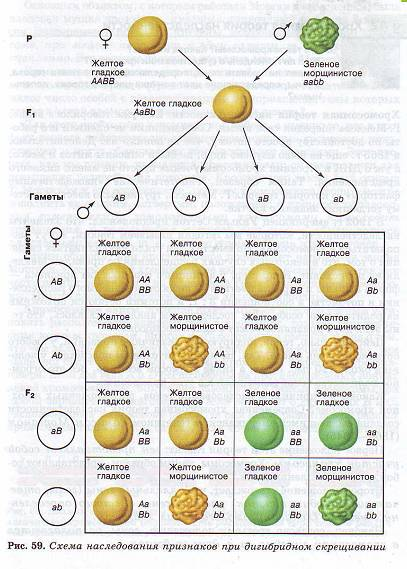 P ♀ ♂
Желтое гладкое AABB
Зеленое морщинистое aabb
F1 Желтое гладкое AaBb
Гаметы ♂ AB Ab aB ab
Гаметы ♀
Желтое гладкое Желтое гладкое Желтое гладкое Желтое гладкое
AB AA BB AA Bb Aa BB Aa Bb
Желтое гладкое Желтое морщинистое Желтое гладкое Желтое морщинистое
Ab AA Bb AA bb Aa Bb Aa bb
F2
Желтое гладкое Желтое гладкое Зеленое гладкое Зеленое гладкое
aB Aa BB Aa Bb aa BB aa Bb
Желтое гладкое Желтое морщинистое Зеленое гладкое Зеленое морщинистое
ab Aa Bb Aa bb aa Bb aa bb
Рис. 59. Схема наследования признаков при дигибридном скрещивании